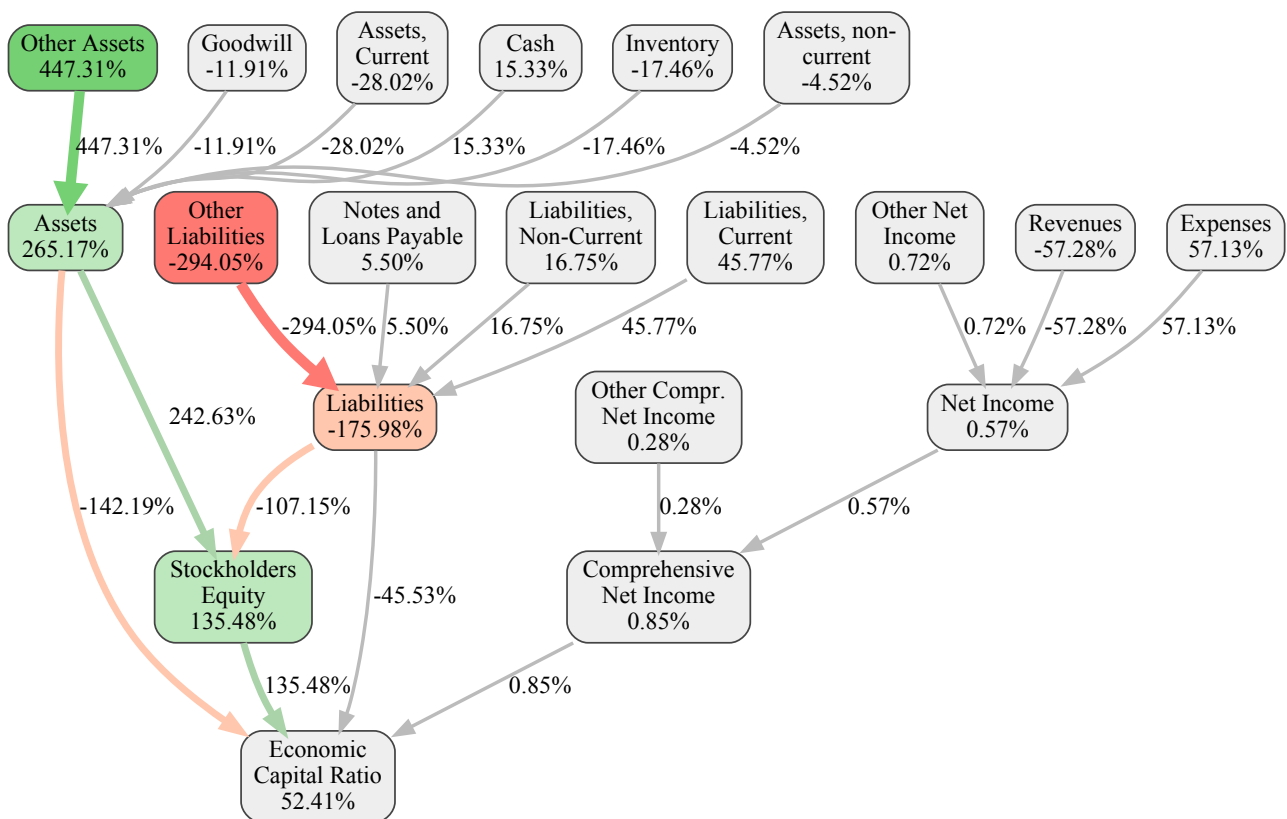 Other Assets
447.31%
Goodwill
-11.91%
Assets,
Current
-28.02%
Cash
15.33%
Inventory
-17.46%
Assets, non-
current
-4.52%
447.31%
-11.91%
-28.02%
15.33%
-17.46%
-4.52%
Assets
265.17%
Other
Liabilities
-294.05%
Notes and
Loans Payable
5.50%
Liabilities,
Non-Current
16.75%
Liabilities,
Current
45.77%
Other Net
Income
0.72%
Revenues
-57.28%
Expenses
57.13%
-294.05%
5.50%
16.75%
45.77%
0.72%
-57.28%
57.13%
242.63%
Liabilities
-175.98%
Other Compr.
Net Income
0.28%
Net Income
0.57%
-142.19%
-107.15%
0.28%
0.57%
Stockholders
Equity
135.48%
-45.53%
Comprehensive
Net Income
0.85%
135.48%
0.85%
Economic
Capital Ratio
52.41%